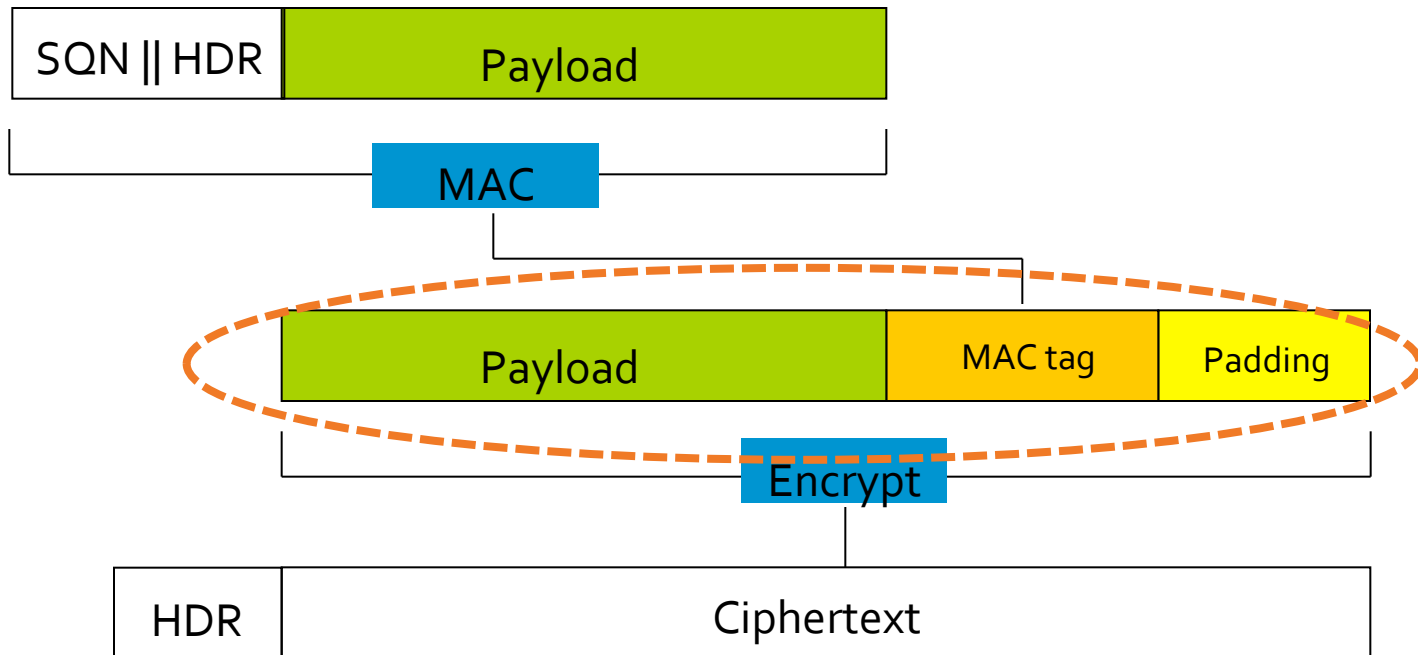 SQN || HDR
Payload
MAC
Payload
MAC tag
Padding
Encrypt
HDR
Ciphertext